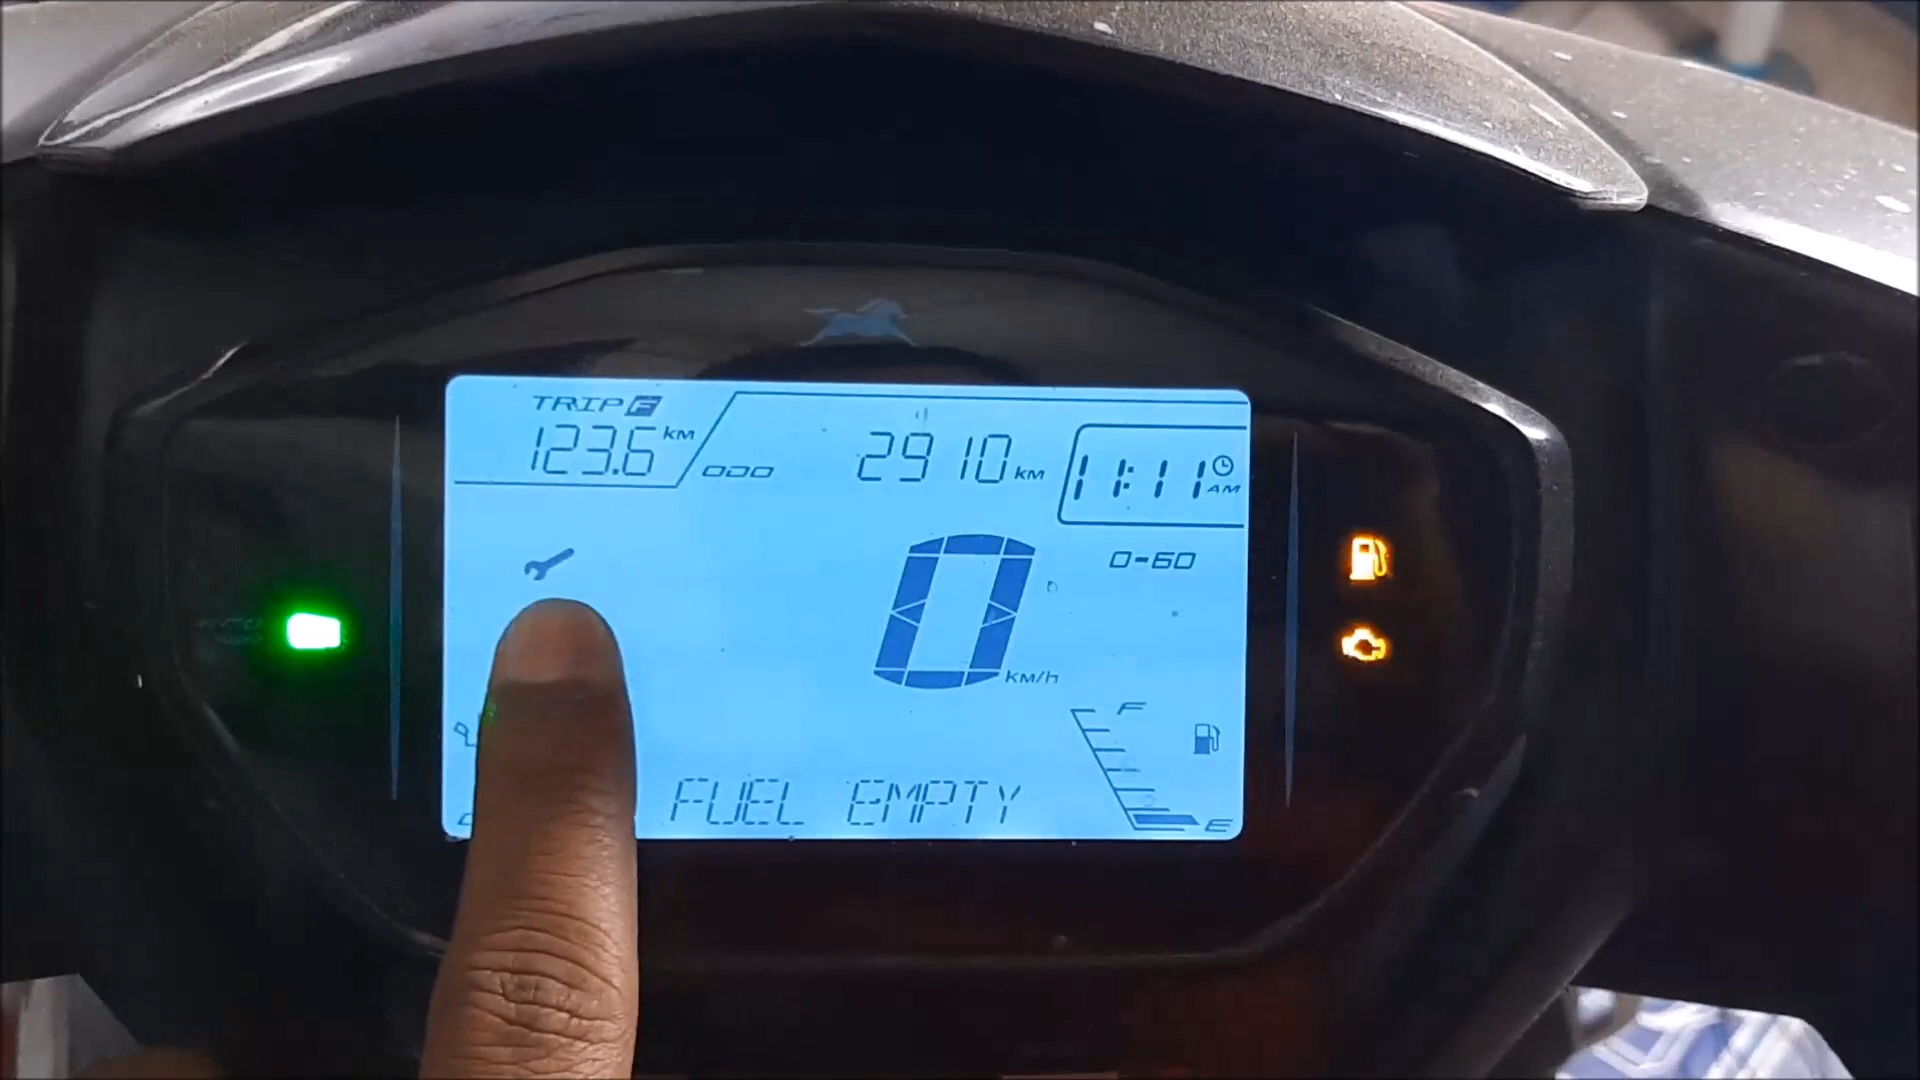 TRIP F
123.6 KM
ODO 2910 KM
11:11 AM
0-60
0 KM/H
F
FUEL EMPTY
E